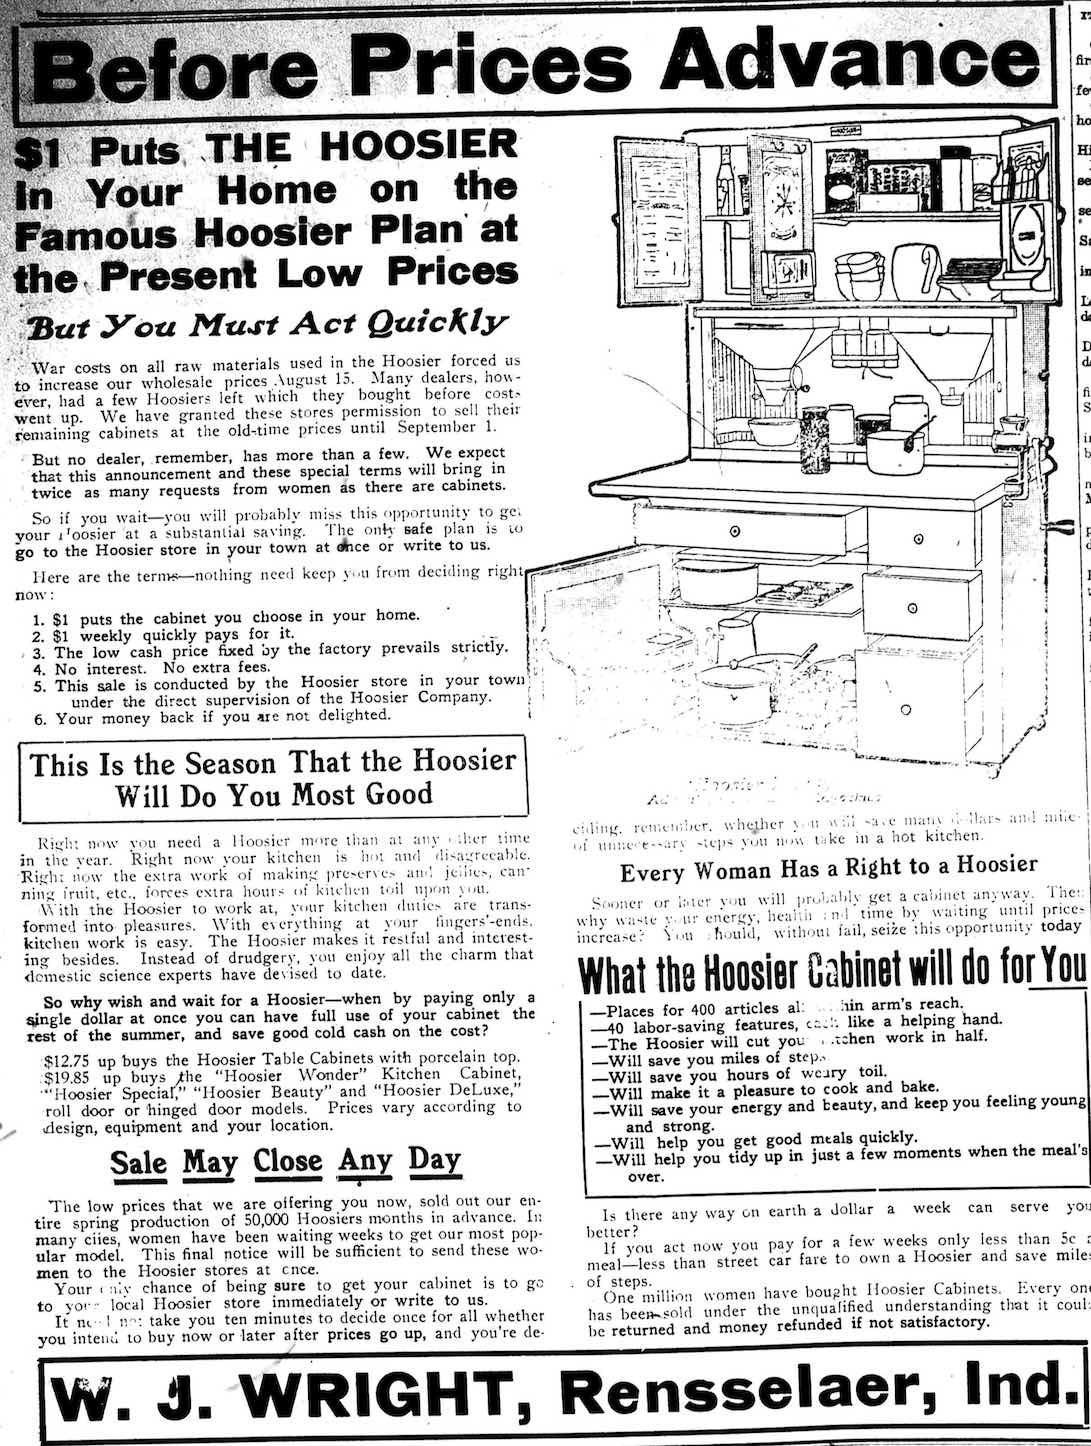 Before Prices Advance
$1 Puts THE HOOSIER
In Your Home on the
Famous Hoosier Plan at
the Present Low Prices
But You Must Act Quickly
War costs on all raw materials used in the Hoosier forced us
to increase our wholesale prices August 15. Many dealers, how-
ever, had a few Hoosiers left which they bought before costs
went up. We have granted these stores permission to sell their
remaining cabinets at the old-time prices until September 1.
But no dealer, remember, has more than a few. We expect
that this announcement and these special terms will bring in
twice as many requests from women as there are cabinets.
So if you wait—you will probably miss this opportunity to get
your Hoosier at a substantial saving. The only safe plan is to
go to the Hoosier store in your town at once or write to us.
Here are the terms—nothing need keep you from deciding right
now:
1. $1 puts the cabinet you choose in your home.
2. $1 weekly quickly pays for it.
3. The low cash price fixed by the factory prevails strictly.
4. No interest. No extra fees.
5. This sale is conducted by the Hoosier store in your town
under the direct supervision of the Hoosier Company.
6. Your money back if you are not delighted.
This Is the Season That the Hoosier
Will Do You Most Good
Right now you need a Hoosier more than at any other time
in the year. Right now your kitchen is hot and disagreeable.
Right now the extra work of making preserves and jellies, can-
ning fruit, etc., forces extra hours of kitchen toil upon you.
With the Hoosier to work at, your kitchen duties are trans-
formed into pleasures. With everything at your fingers'-ends,
kitchen work is easy. The Hoosier makes it restful and interest-
ing besides. Instead of drudgery, you enjoy all the charm that
domestic science experts have devised to date.
So why wish and wait for a Hoosier—when by paying only a
single dollar at once you can have full use of your cabinet the
rest of the summer, and save good cold cash on the cost?
$12.75 up buys the Hoosier Table Cabinets with porcelain top.
$19.85 up buys the "Hoosier Wonder" Kitchen Cabinet,
"Hoosier Special," "Hoosier Beauty" and "Hoosier DeLuxe,"
roll door or hinged door models. Prices vary according to
design, equipment and your location.
Sale May Close Any Day
The low prices that we are offering you now, sold out our en-
tire spring production of 50,000 Hoosiers months in advance. In
many ciies, women have been waiting weeks to get our most pop-
ular model. This final notice will be sufficient to send these wo-
men to the Hoosier stores at once.
Your only chance of being sure to get your cabinet is to go
to your local Hoosier store immediately or write to us.
It need not take you ten minutes to decide once for all whether
you intend to buy now or later after prices go up, and you're de-
Hoosier
ciding, remember, whether you will save many dollars and miles
of unnecessary steps you now take in a hot kitchen.
Every Woman Has a Right to a Hoosier
Sooner or later you will probably get a cabinet anyway. Then
why waste your energy, health and time by waiting until prices
increase? You should, without fail, seize this opportunity today
What the Hoosier Cabinet will do for You
—Places for 400 articles all within arm's reach.
—40 labor-saving features, each like a helping hand.
—The Hoosier will cut your kitchen work in half.
—Will save you miles of steps.
—Will save you hours of weary toil.
—Will make it a pleasure to cook and bake.
—Will save your energy and beauty, and keep you feeling young
and strong.
—Will help you get good meals quickly.
—Will help you tidy up in just a few moments when the meal's
over.
Is there any way on earth a dollar a week can serve you
better?
If you act now you pay for a few weeks only less than 5c a
meal—less than street car fare to own a Hoosier and save miles
of steps.
One million women have bought Hoosier Cabinets. Every one
has been sold under the unqualified understanding that it could
be returned and money refunded if not satisfactory.
W. J. WRIGHT, Rensselaer, Ind.